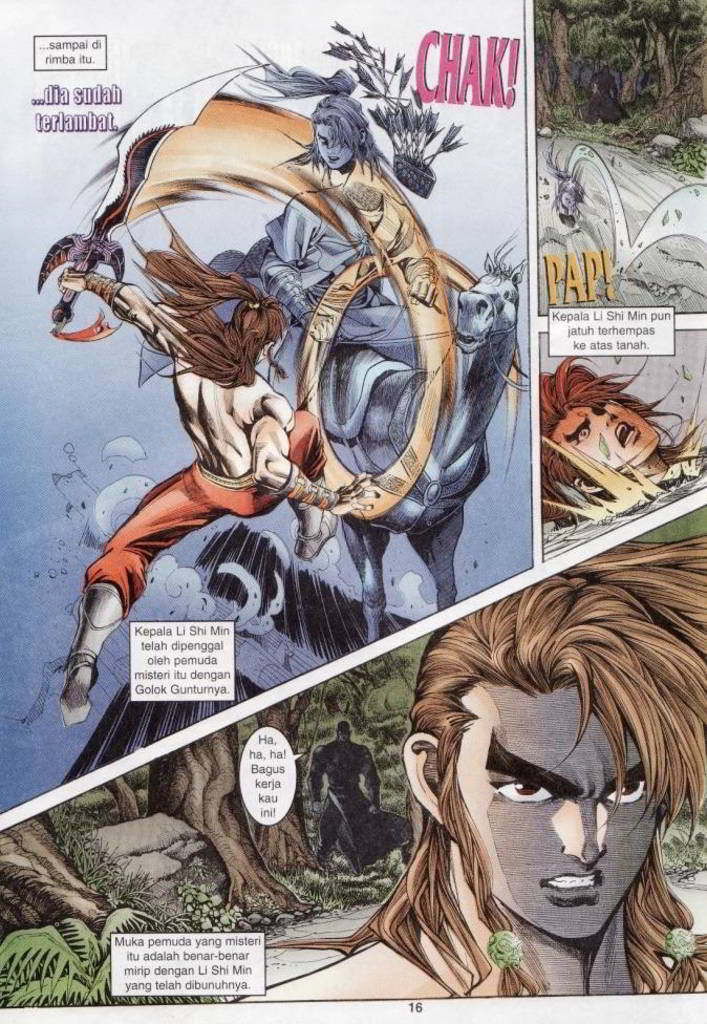 ...sampai di
rimba itu.
...dia sudah
terlambat.
CHAK!
PAP!
Kepala Li Shi Min pun
jatuh terhempas
ke atas tanah.
Kepala Li Shi Min
telah dipenggal
oleh pemuda
misteri itu dengan
Golok Gunturnya.
Ha,
ha, ha!
Bagus
kerja
kau
ini!
Muka pemuda yang misteri
itu adalah benar-benar
mirip dengan Li Shi Min
yang telah dibunuhnya.
16